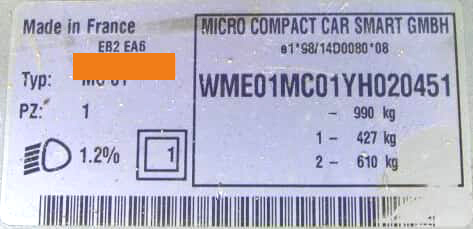 Made in France
EB2 EA6
Typ:
PZ: 1
1.2%
1
MICRO COMPACT CAR SMART GMBH
e1*98/14D0080*08
WME01MC01YH020451
– 990 kg
1 – 427 kg
2 – 610 kg